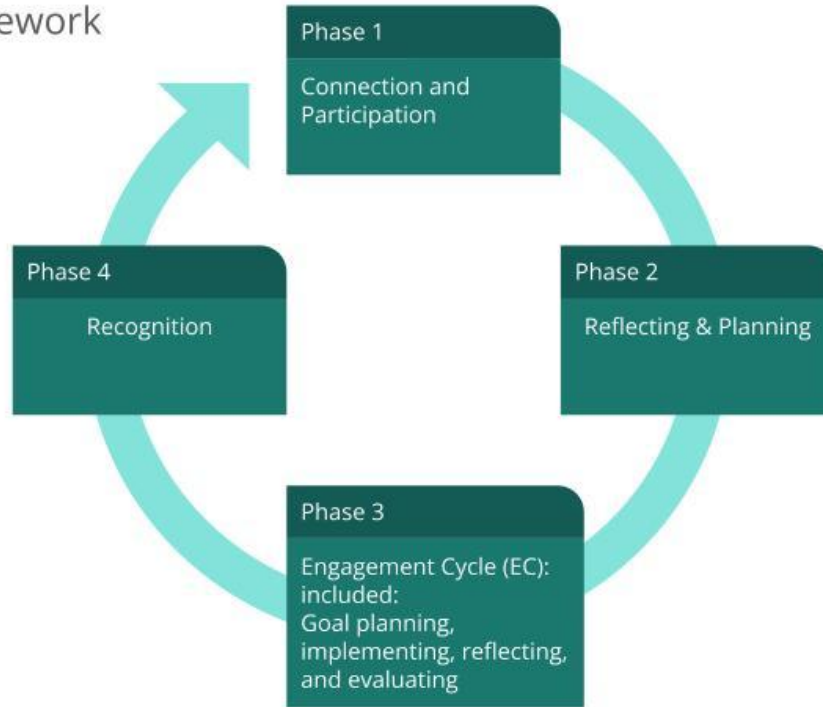 ework
Phase 1
Connection and
Participation
Phase 2
Reflecting & Planning
Phase 3
Engagement Cycle (EC):
included:
Goal planning,
implementing, reflecting,
and evaluating
Phase 4
Recognition